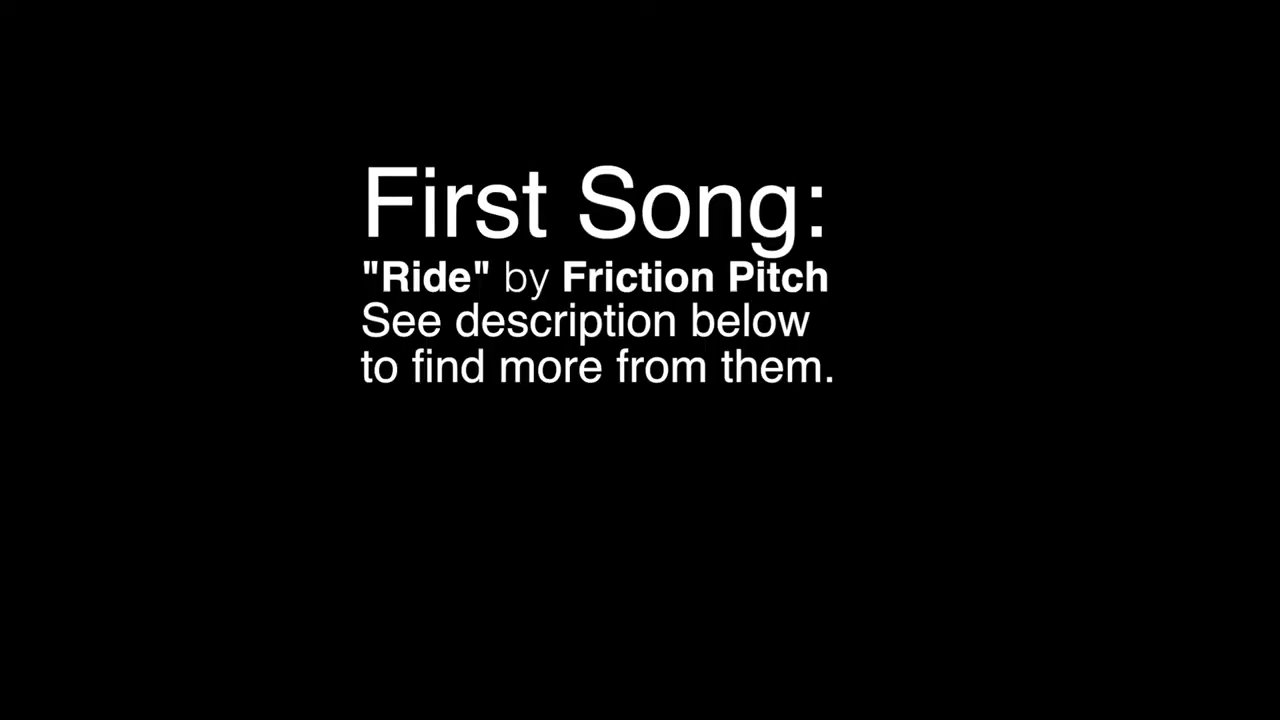 First Song:
"Ride" by Friction Pitch
See description below
to find more from them.